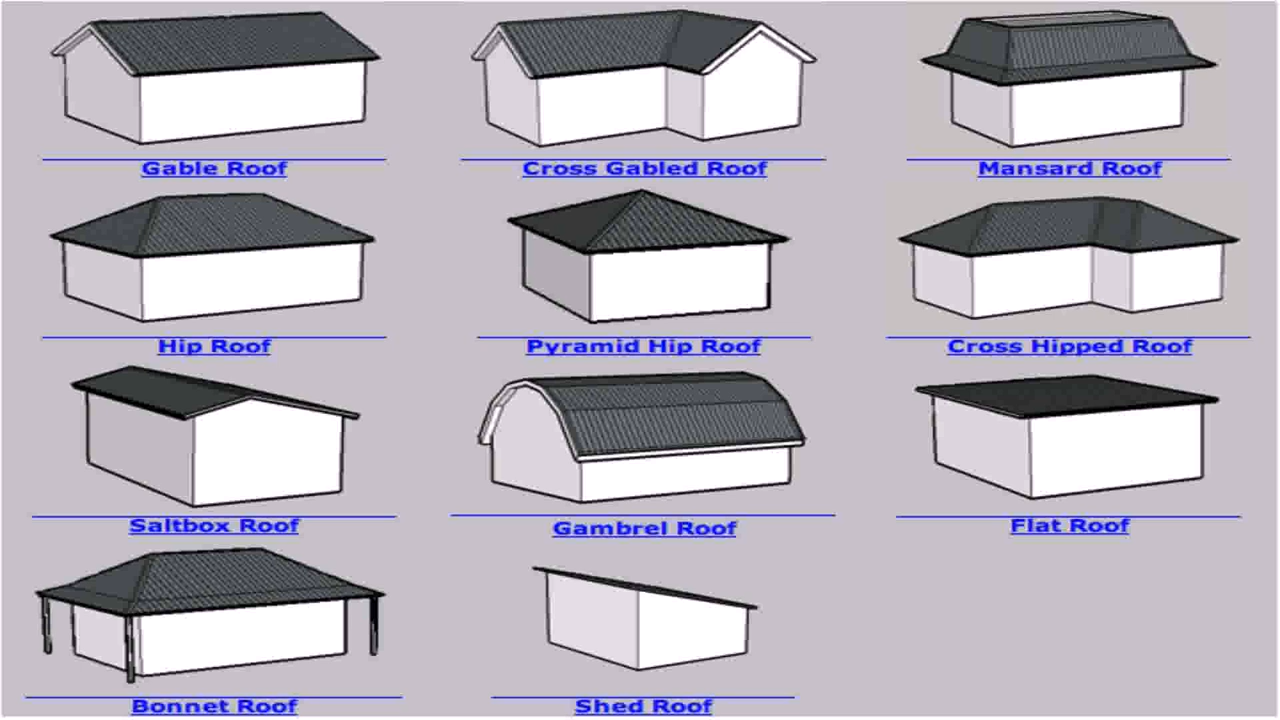 Gable Roof
Cross Gabled Roof
Mansard Roof
Hip Roof
Pyramid Hip Roof
Cross Hipped Roof
Saltbox Roof
Gambrel Roof
Flat Roof
Bonnet Roof
Shed Roof